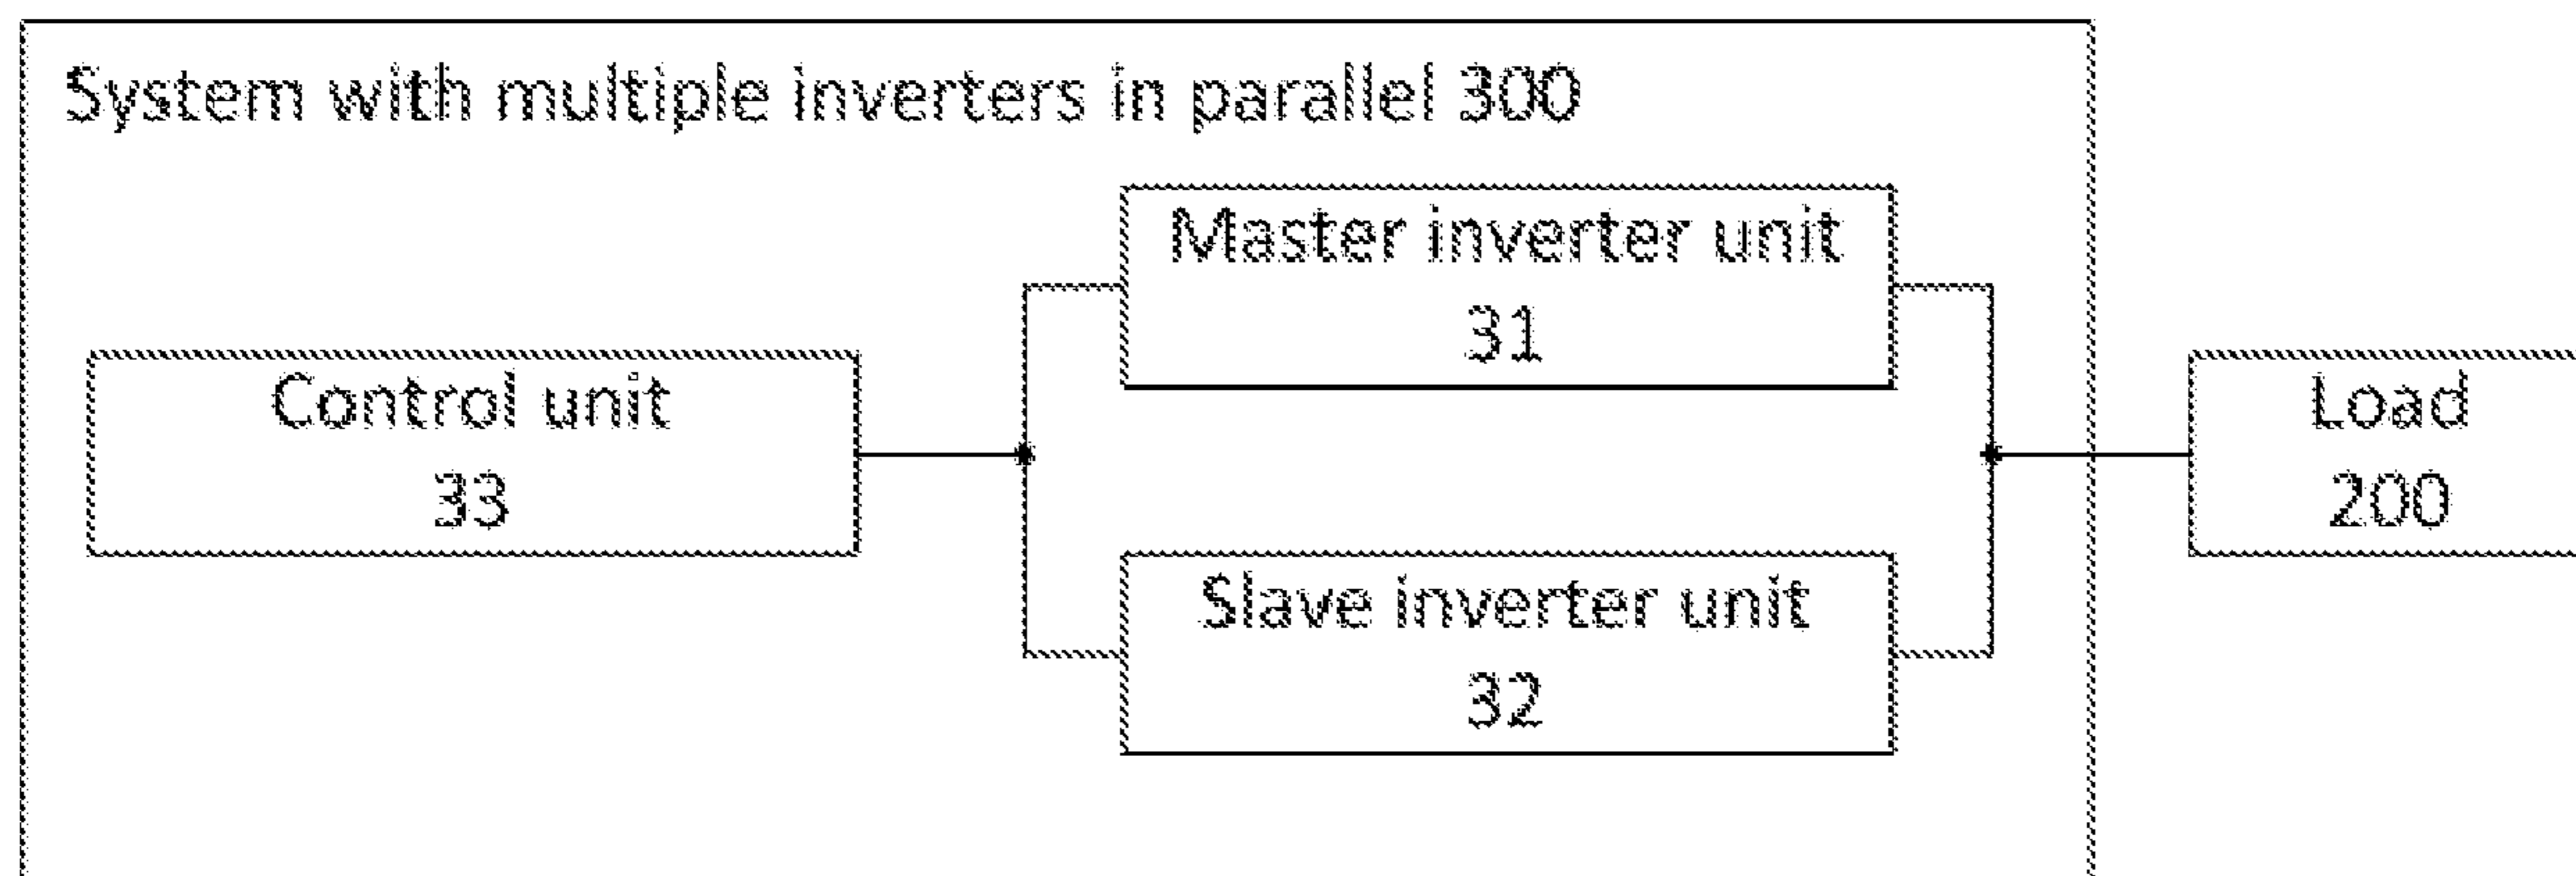 System with multiple inverters in parallel 300
Master inverter unit
31
Control unit
33
Load
200
Slave inverter unit
32